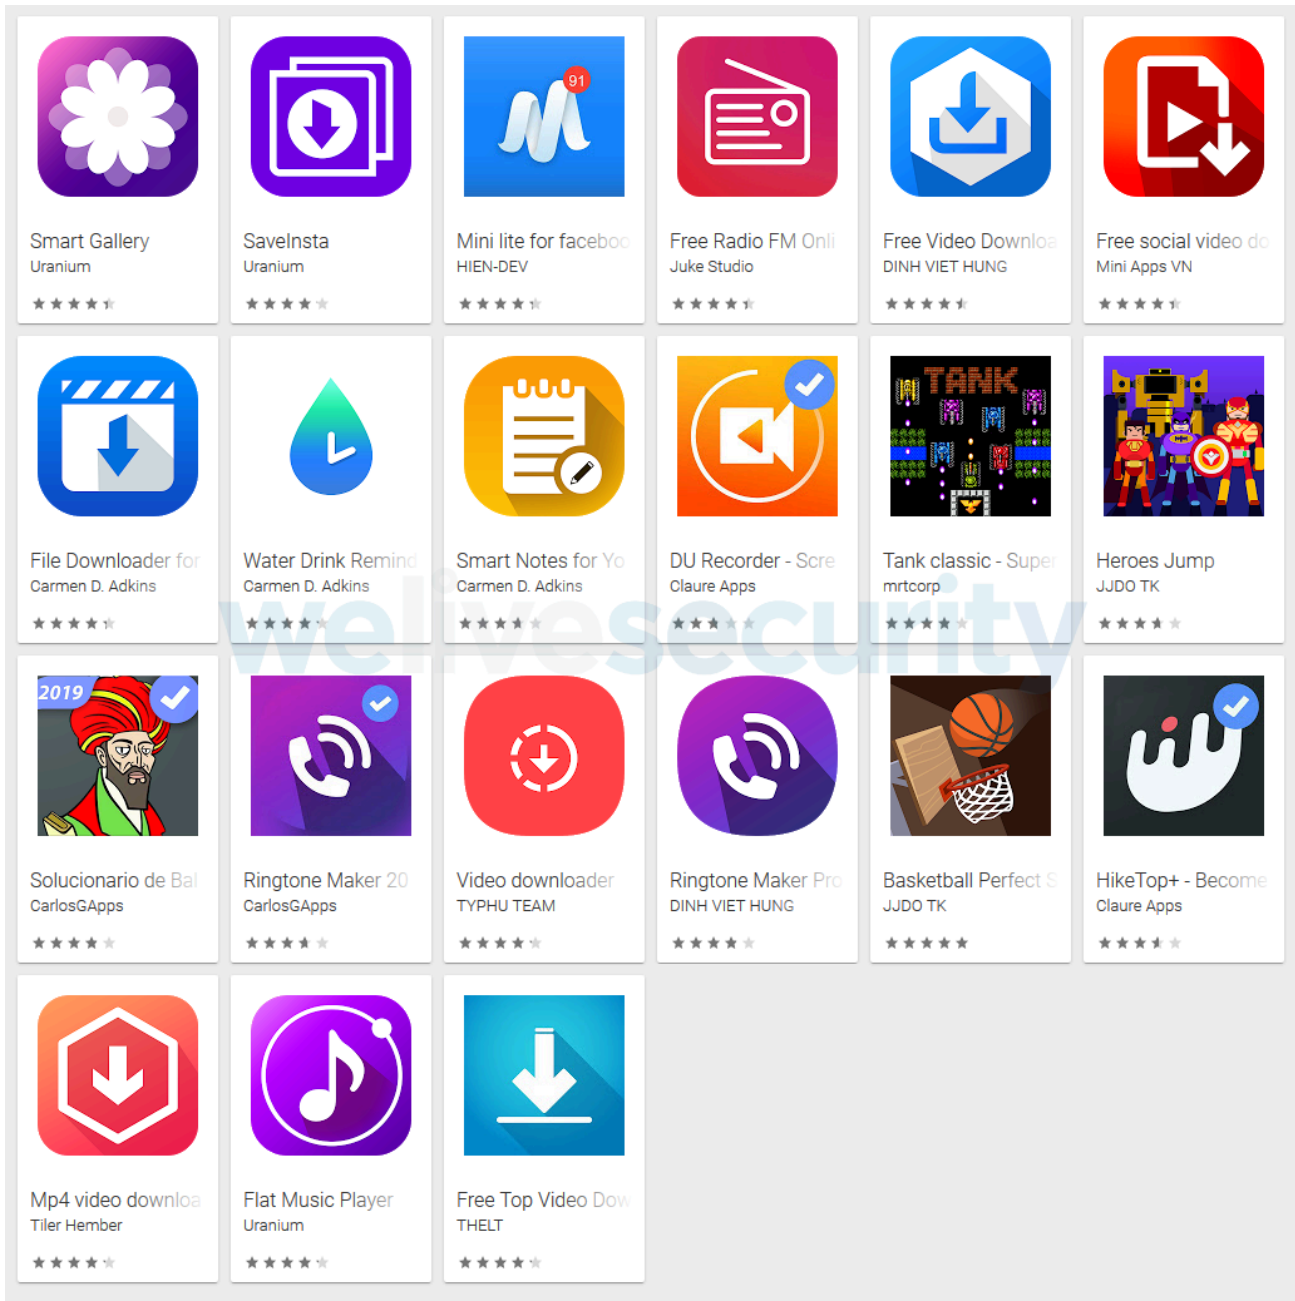 91
Smart Gallery
Uranium
SaveInsta
Uranium
Mini lite for faceboo
HIEN-DEV
Free Radio FM Onli
Juke Studio
Free Video Downloa
DINH VIET HUNG
Free social video do
Mini Apps VN
TANK
File Downloader for
Carmen D. Adkins
Water Drink Remind
Carmen D. Adkins
Smart Notes for Yo
Carmen D. Adkins
DU Recorder - Scre
Claure Apps
Tank classic - Super
mrtcorp
Heroes Jump
JJDO TK
welivesecurity
2019
Solucionario de Bal
CarlosGApps
Ringtone Maker 20
CarlosGApps
Video downloader
TYPHU TEAM
Ringtone Maker Pro
DINH VIET HUNG
Basketball Perfect S
JJDO TK
HikeTop+ - Become
Claure Apps
Mp4 video downloa
Tiler Hember
Flat Music Player
Uranium
Free Top Video Dow
THELT